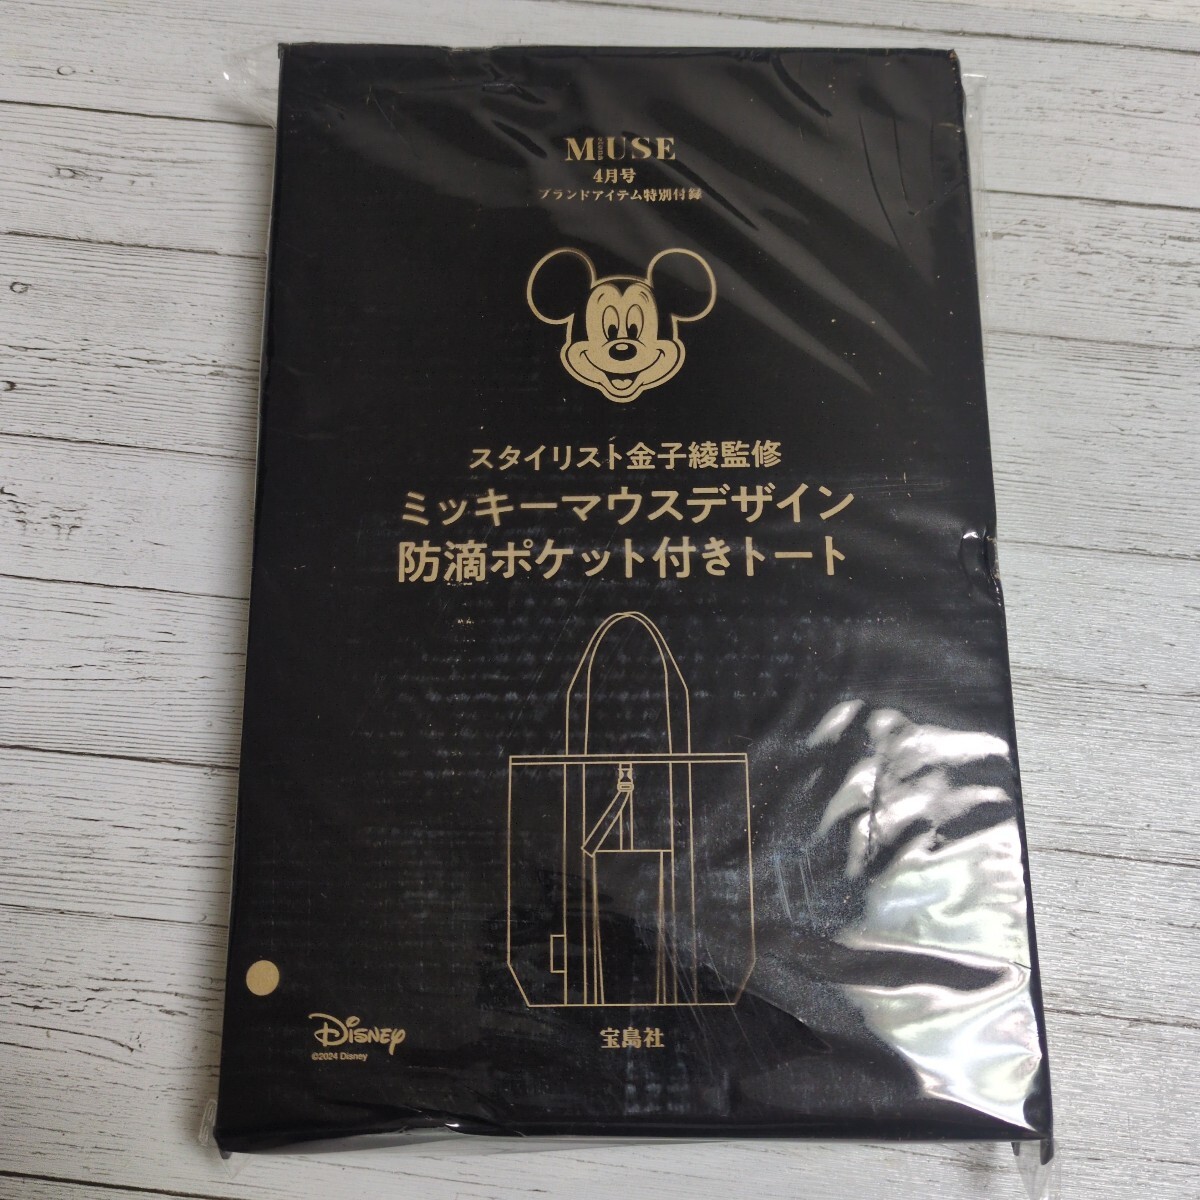 MUSE
4月号
ブランドアイテム特別付録
スタイリスト金子綾監修
ミッキーマウスデザイン
防滴ポケット付きトート
Disney
©2024 Disney
宝島社